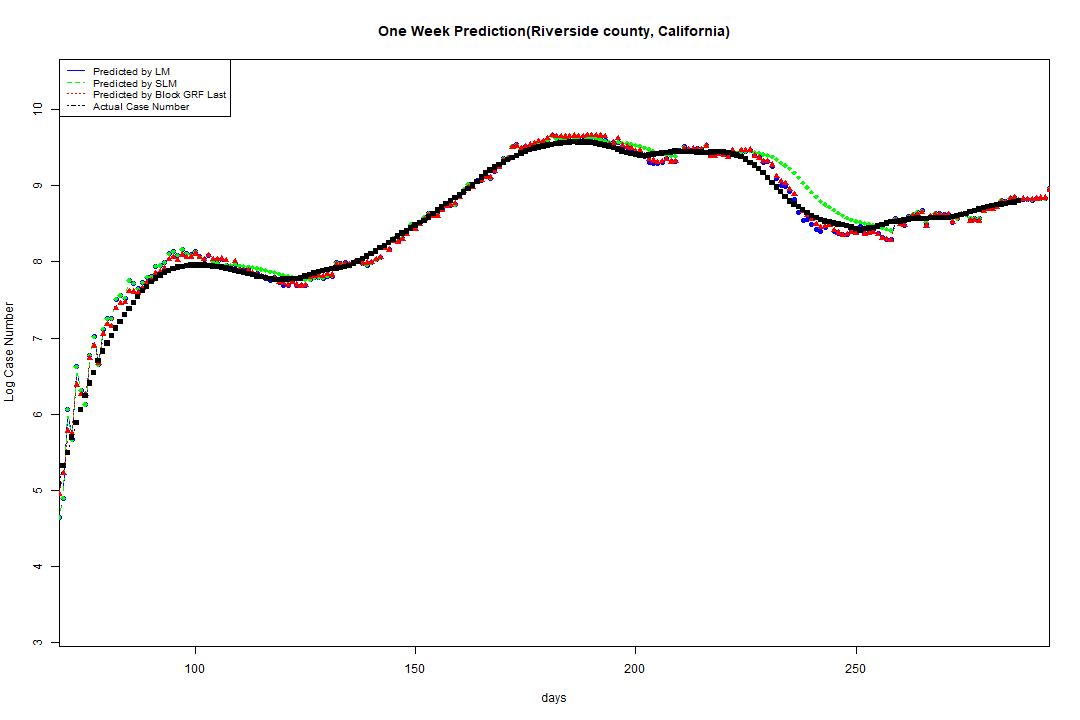 One Week Prediction(Riverside county, California)
Predicted by LM
Predicted by SLM
Predicted by Block GRF Last
Actual Case Number
10
9
8
7
6
5
4
3
Log Case Number
100 150 200 250
days